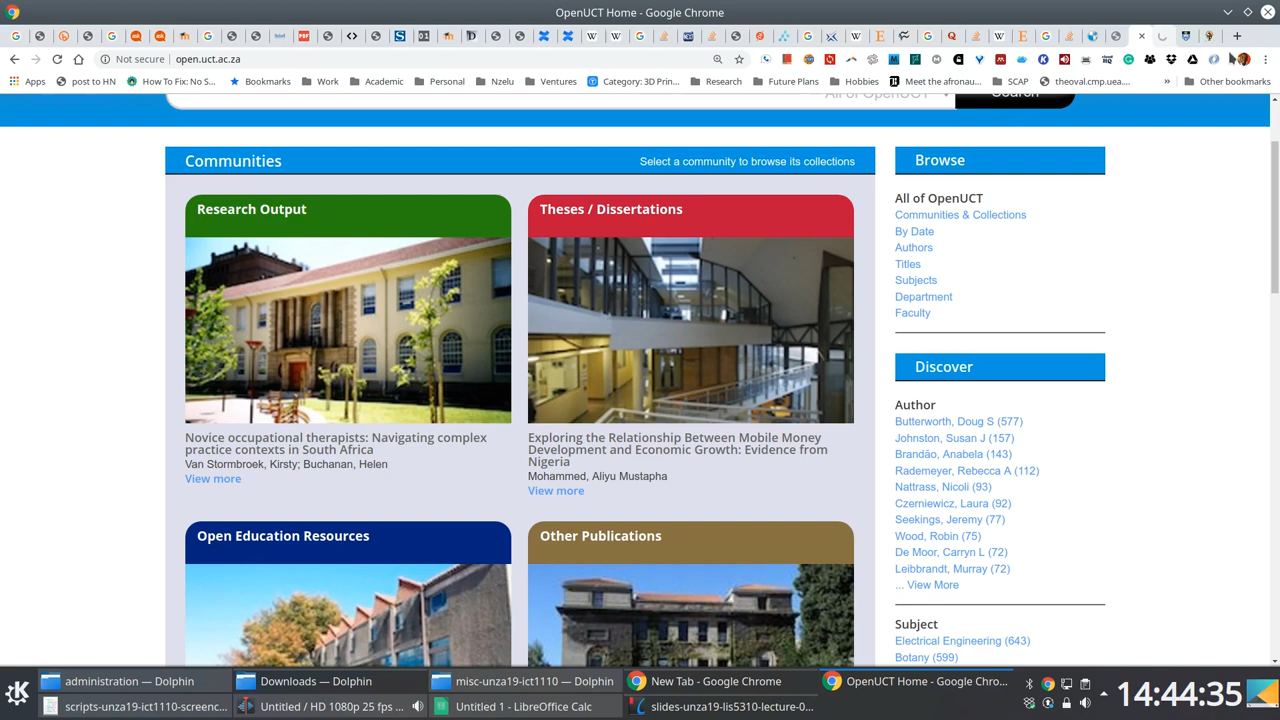 OpenUCT Home - Google Chrome
Not secure | open.uct.ac.za
Apps post to HN How To Fix: No S... Bookmarks Work Academic Personal Nzelu Ventures Category: 3D Prin... Research Future Plans Hobbies Meet the afronau... SCAP theoval.cmp.uea.... » Other bookmarks
All of OpenUCT Search
Communities Select a community to browse its collections
Research Output
Theses / Dissertations
Novice occupational therapists: Navigating complex
practice contexts in South Africa
Van Stormbroek, Kirsty; Buchanan, Helen
View more
Exploring the Relationship Between Mobile Money
Development and Economic Growth: Evidence from
Nigeria
Mohammed, Aliyu Mustapha
View more
Open Education Resources
Other Publications
Browse
All of OpenUCT
Communities & Collections
By Date
Authors
Titles
Subjects
Department
Faculty
Discover
Author
Butterworth, Doug S (577)
Johnston, Susan J (157)
Brandão, Anabela (143)
Rademeyer, Rebecca A (112)
Nattrass, Nicoli (93)
Czerniewicz, Laura (92)
Seekings, Jeremy (77)
Wood, Robin (75)
De Moor, Carryn L (72)
Leibbrandt, Murray (72)
... View More
Subject
Electrical Engineering (643)
Botany (599)
administration — Dolphin Downloads — Dolphin misc-unza19-ict1110 — Dolphin New Tab - Google Chrome OpenUCT Home - Google Chro...
scripts-unza19-ict1110-screenc... Untitled / HD 1080p 25 fps ... Untitled 1 - LibreOffice Calc slides-unza19-lis5310-lecture-0...
14:44:35